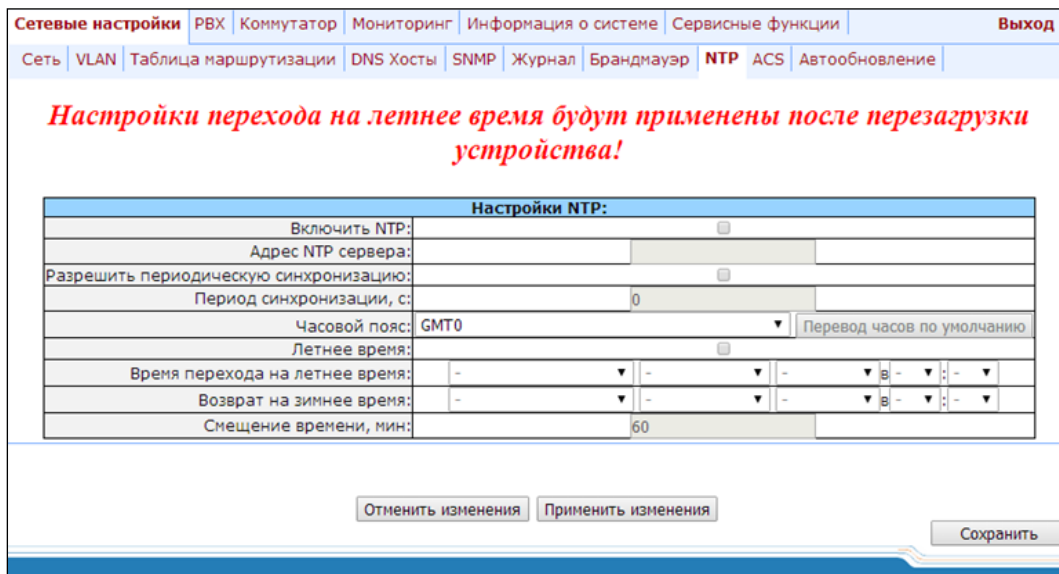 Сетевые настройки PBX Коммутатор Мониторинг Информация о системе Сервисные функции Выход
Сеть VLAN Таблица маршрутизации DNS Хосты SNMP Журнал Брандмауэр NTP ACS Автообновление
Настройки перехода на летнее время будут применены после перезагрузки
устройства!
Настройки NTP:
Включить NTP:
Адрес NTP сервера:
Разрешить периодическую синхронизацию:
Период синхронизации, с: 0
Часовой пояс: GMT0 Перевод часов по умолчанию
Летнее время:
Время перехода на летнее время: - - - в - : -
Возврат на зимнее время: - - - в - : -
Смещение времени, мин: 60
Отменить изменения Применить изменения
Сохранить